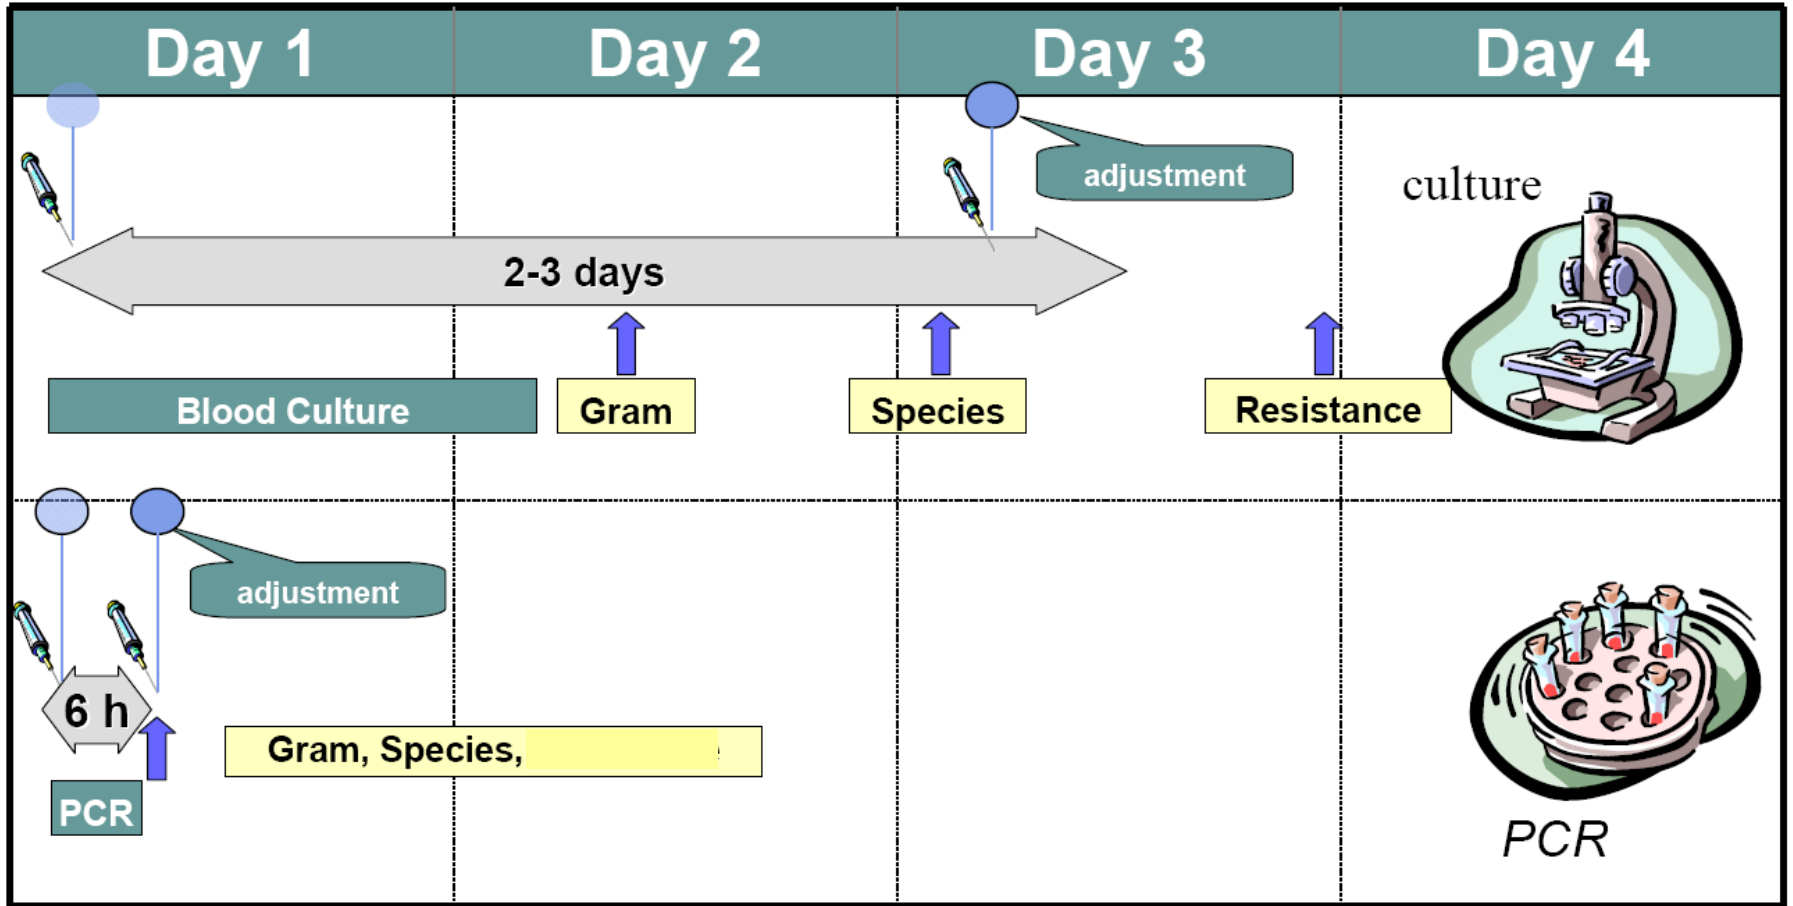 Day 1 Day 2 Day 3 Day 4
adjustment
culture
2-3 days
Blood Culture Gram Species Resistance
adjustment
6 h
Gram, Species,
PCR
PCR